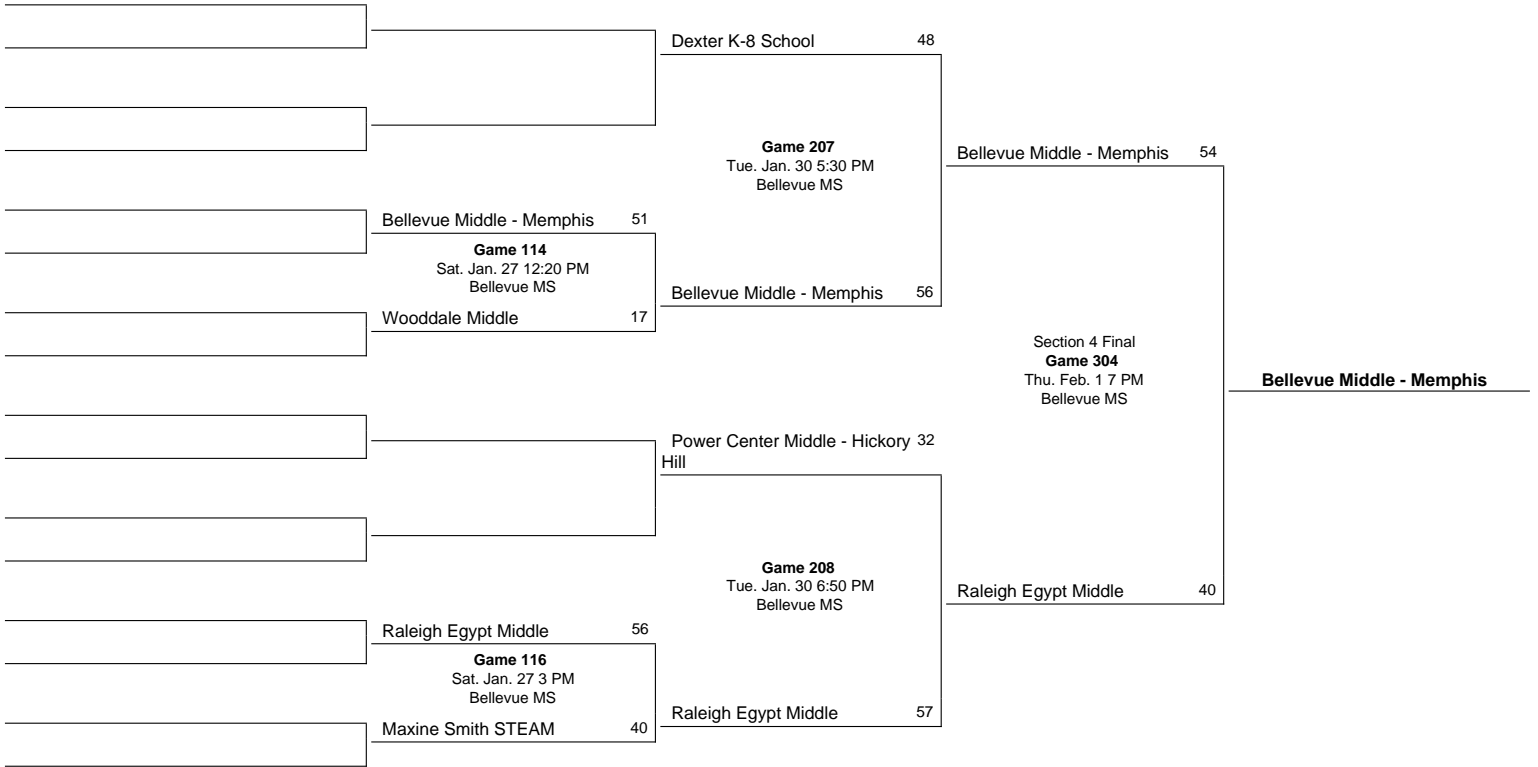 Dexter K-8 School 48
Game 207
Tue. Jan. 30 5:30 PM
Bellevue MS
Bellevue Middle - Memphis 54
Bellevue Middle - Memphis 51
Game 114
Sat. Jan. 27 12:20 PM
Bellevue MS
Bellevue Middle - Memphis 56
Wooddale Middle 17
Section 4 Final
Game 304
Thu. Feb. 1 7 PM
Bellevue MS
Bellevue Middle - Memphis
Power Center Middle - Hickory 32
Hill
Game 208
Tue. Jan. 30 6:50 PM
Bellevue MS
Raleigh Egypt Middle 40
Raleigh Egypt Middle 56
Game 116
Sat. Jan. 27 3 PM
Bellevue MS
Raleigh Egypt Middle 57
Maxine Smith STEAM 40